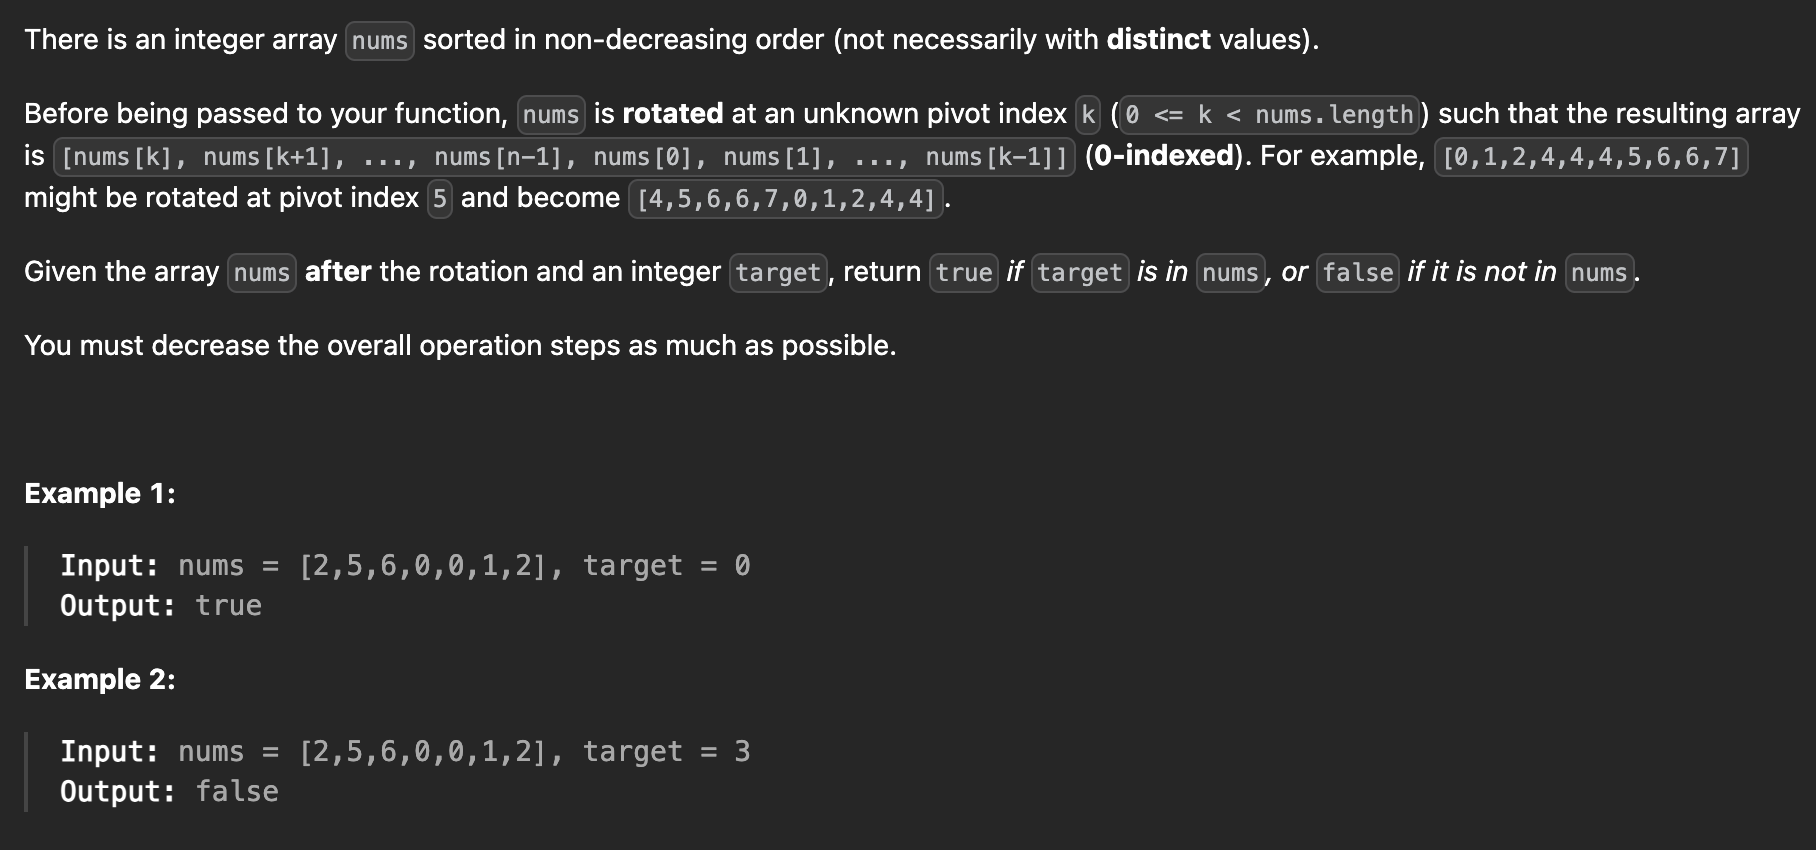 There is an integer array nums sorted in non-decreasing order (not necessarily with distinct values).
Before being passed to your function, nums is rotated at an unknown pivot index k (0 <= k < nums.length) such that the resulting array
is [nums[k], nums[k+1], ..., nums[n-1], nums[0], nums[1], ..., nums[k-1]] (0-indexed). For example, [0,1,2,4,4,4,5,6,6,7]
might be rotated at pivot index 5 and become [4,5,6,6,7,0,1,2,4,4].
Given the array nums after the rotation and an integer target, return true if target is in nums, or false if it is not in nums.
You must decrease the overall operation steps as much as possible.
Example 1:
Input: nums = [2,5,6,0,0,1,2], target = 0
Output: true
Example 2:
Input: nums = [2,5,6,0,0,1,2], target = 3
Output: false